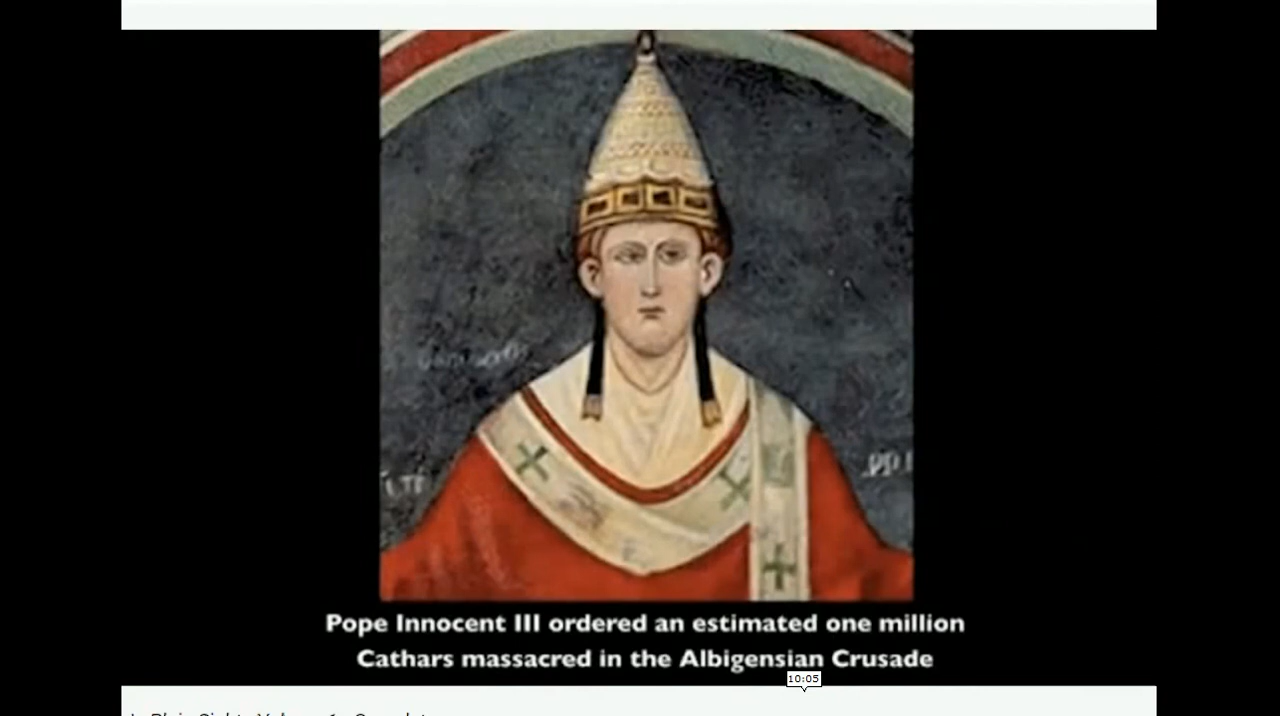 Pope Innocent III ordered an estimated one million
Cathars massacred in the Albigensian Crusade
10:05